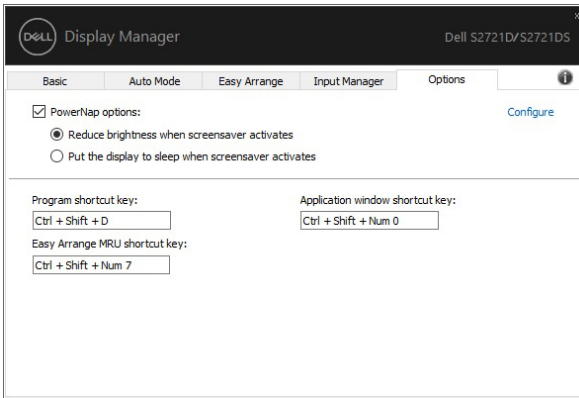 DELL Display Manager Dell S2721D/S2721DS
Basic Auto Mode Easy Arrange Input Manager Options
PowerNap options: Configure
Reduce brightness when screensaver activates
Put the display to sleep when screensaver activates
Program shortcut key: Application window shortcut key:
Ctrl + Shift + D Ctrl + Shift + Num 0
Easy Arrange MRU shortcut key:
Ctrl + Shift + Num 7